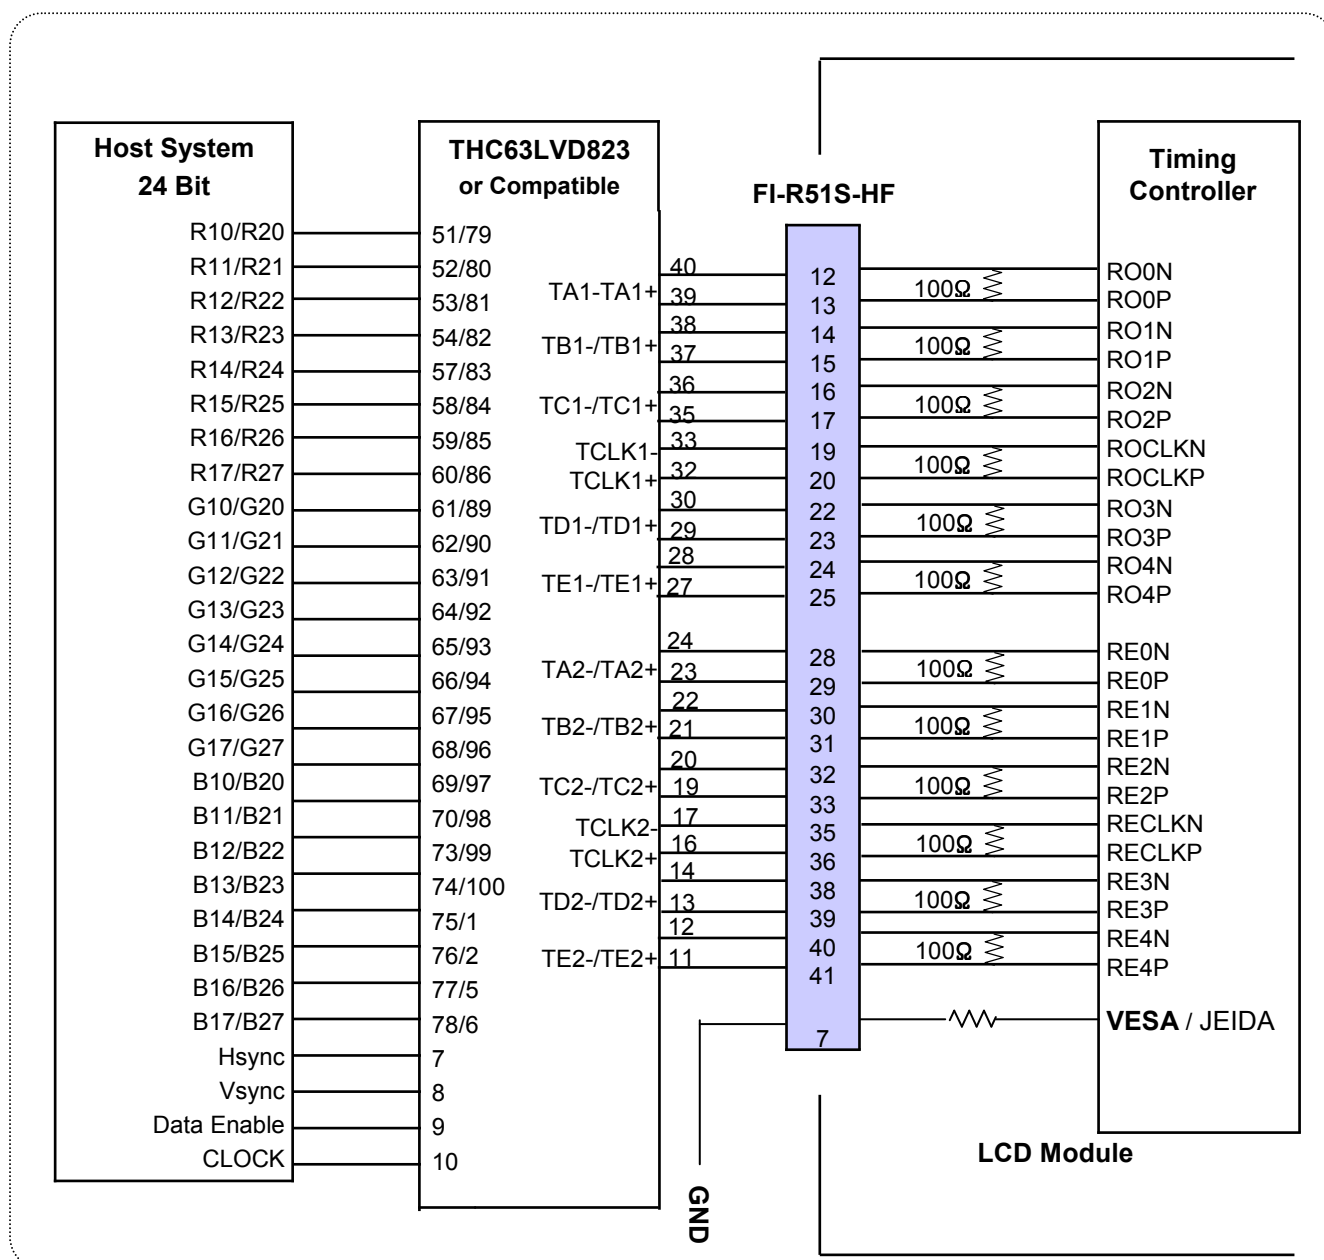 Host System
24 Bit
R10/R20
R11/R21
R12/R22
R13/R23
R14/R24
R15/R25
R16/R26
R17/R27
G10/G20
G11/G21
G12/G22
G13/G23
G14/G24
G15/G25
G16/G26
G17/G27
B10/B20
B11/B21
B12/B22
B13/B23
B14/B24
B15/B25
B16/B26
B17/B27
Hsync
Vsync
Data Enable
CLOCK
THC63LVD823
or Compatible
51/79
52/80
53/81
54/82
57/83
58/84
59/85
60/86
61/89
62/90
63/91
64/92
65/93
66/94
67/95
68/96
69/97
70/98
73/99
74/100
75/1
76/2
77/5
78/6
7
8
9
10
TA1-TA1+
TB1-/TB1+
TC1-/TC1+
TCLK1-
TCLK1+
TD1-/TD1+
TE1-/TE1+
TA2-/TA2+
TB2-/TB2+
TC2-/TC2+
TCLK2-
TCLK2+
TD2-/TD2+
TE2-/TE2+
40
39
38
37
36
35
33
32
30
29
28
27
24
23
22
21
20
19
17
16
14
13
12
11
GND
FI-R51S-HF
12
13
14
15
16
17
19
20
22
23
24
25
28
29
30
31
32
33
35
36
38
39
40
41
7
100Ω
100Ω
100Ω
100Ω
100Ω
100Ω
100Ω
100Ω
100Ω
100Ω
100Ω
100Ω
Timing
Controller
RO0N
RO0P
RO1N
RO1P
RO2N
RO2P
ROCLKN
ROCLKP
RO3N
RO3P
RO4N
RO4P
RE0N
RE0P
RE1N
RE1P
RE2N
RE2P
RECLKN
RECLKP
RE3N
RE3P
RE4N
RE4P
VESA / JEIDA
LCD Module